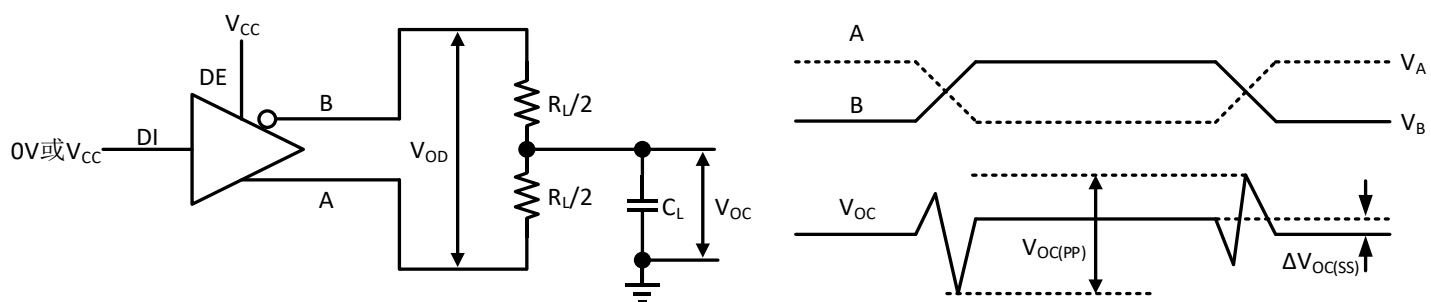 V_CC
DE
B
DI
0V或V_CC
A
V_OD
R_L/2
R_L/2
C_L
V_OC
A
B
V_A
V_B
V_OC
V_OC(PP)
ΔV_OC(SS)